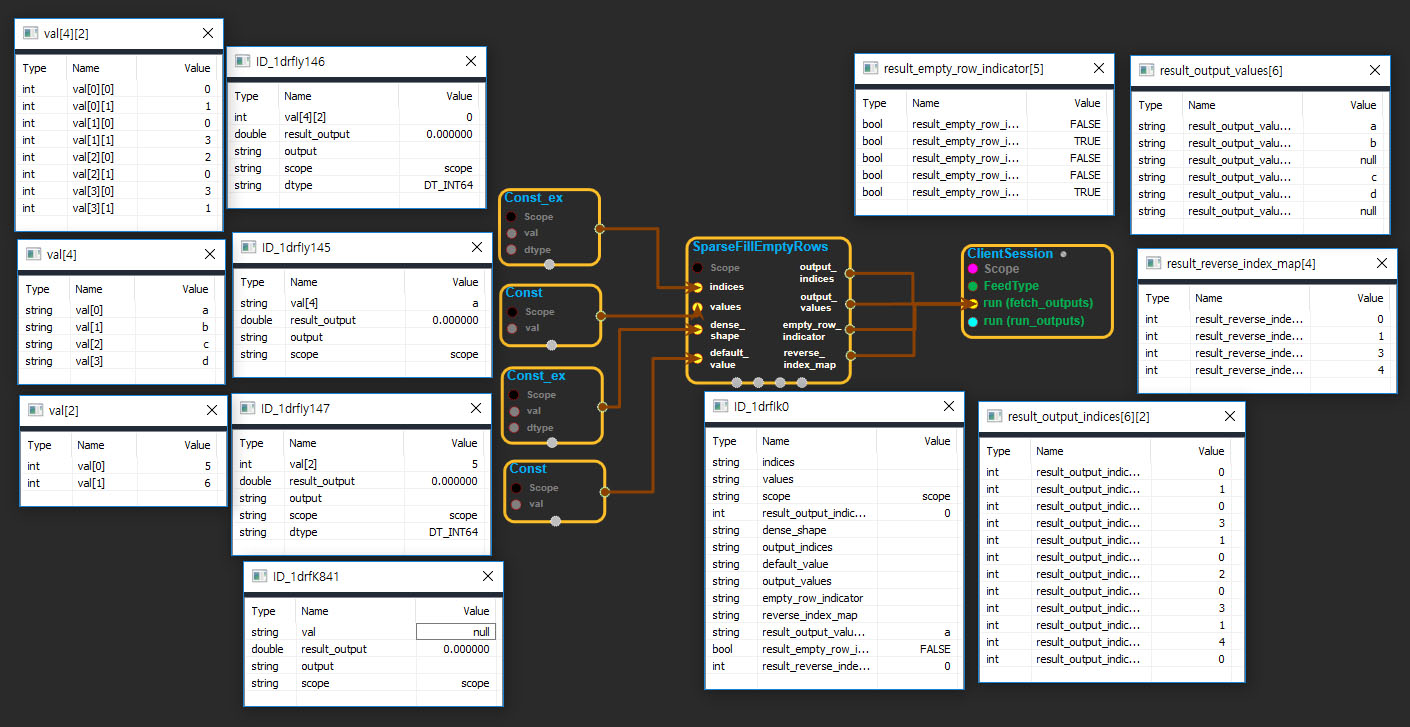 val[4][2]
Type Name Value
int val[0][0] 0
int val[0][1] 1
int val[1][0] 0
int val[1][1] 3
int val[2][0] 2
int val[2][1] 0
int val[3][0] 3
int val[3][1] 1
ID_1drfIy146
Type Name Value
int val[4][2] 0
double result_output 0.000000
string output
string scope scope
string dtype DT_INT64
val[4]
Type Name Value
string val[0] a
string val[1] b
string val[2] c
string val[3] d
ID_1drfIy145
Type Name Value
string val[4] a
double result_output 0.000000
string output
string scope scope
val[2]
Type Name Value
int val[0] 5
int val[1] 6
ID_1drfIy147
Type Name Value
int val[2] 5
double result_output 0.000000
string output
string scope scope
string dtype DT_INT64
ID_1drfK841
Type Name Value
string val null
double result_output 0.000000
string output
string scope scope
Const_ex
Scope
val
dtype
Const
Scope
val
Const_ex
Scope
val
dtype
Const
Scope
val
SparseFillEmptyRows
Scope
indices
values
dense_
shape
default_
value
output_
indices
output_
values
empty_row_
indicator
reverse_
index_map
ClientSession
Scope
FeedType
run (fetch_outputs)
run (run_outputs)
result_empty_row_indicator[5]
Type Name Value
bool result_empty_row_i... FALSE
bool result_empty_row_i... TRUE
bool result_empty_row_i... FALSE
bool result_empty_row_i... FALSE
bool result_empty_row_i... TRUE
result_output_values[6]
Type Name Value
string result_output_valu... a
string result_output_valu... b
string result_output_valu... null
string result_output_valu... c
string result_output_valu... d
string result_output_valu... null
result_reverse_index_map[4]
Type Name Value
int result_reverse_inde... 0
int result_reverse_inde... 1
int result_reverse_inde... 3
int result_reverse_inde... 4
ID_1drfIk0
Type Name Value
string indices
string values
string scope scope
int result_output_indic... 0
string dense_shape
string output_indices
string default_value
string output_values
string empty_row_indicator
string reverse_index_map
string result_output_valu... a
bool result_empty_row_i... FALSE
int result_reverse_inde... 0
result_output_indices[6][2]
Type Name Value
int result_output_indic... 0
int result_output_indic... 1
int result_output_indic... 0
int result_output_indic... 3
int result_output_indic... 1
int result_output_indic... 0
int result_output_indic... 2
int result_output_indic... 0
int result_output_indic... 3
int result_output_indic... 1
int result_output_indic... 4
int result_output_indic... 0